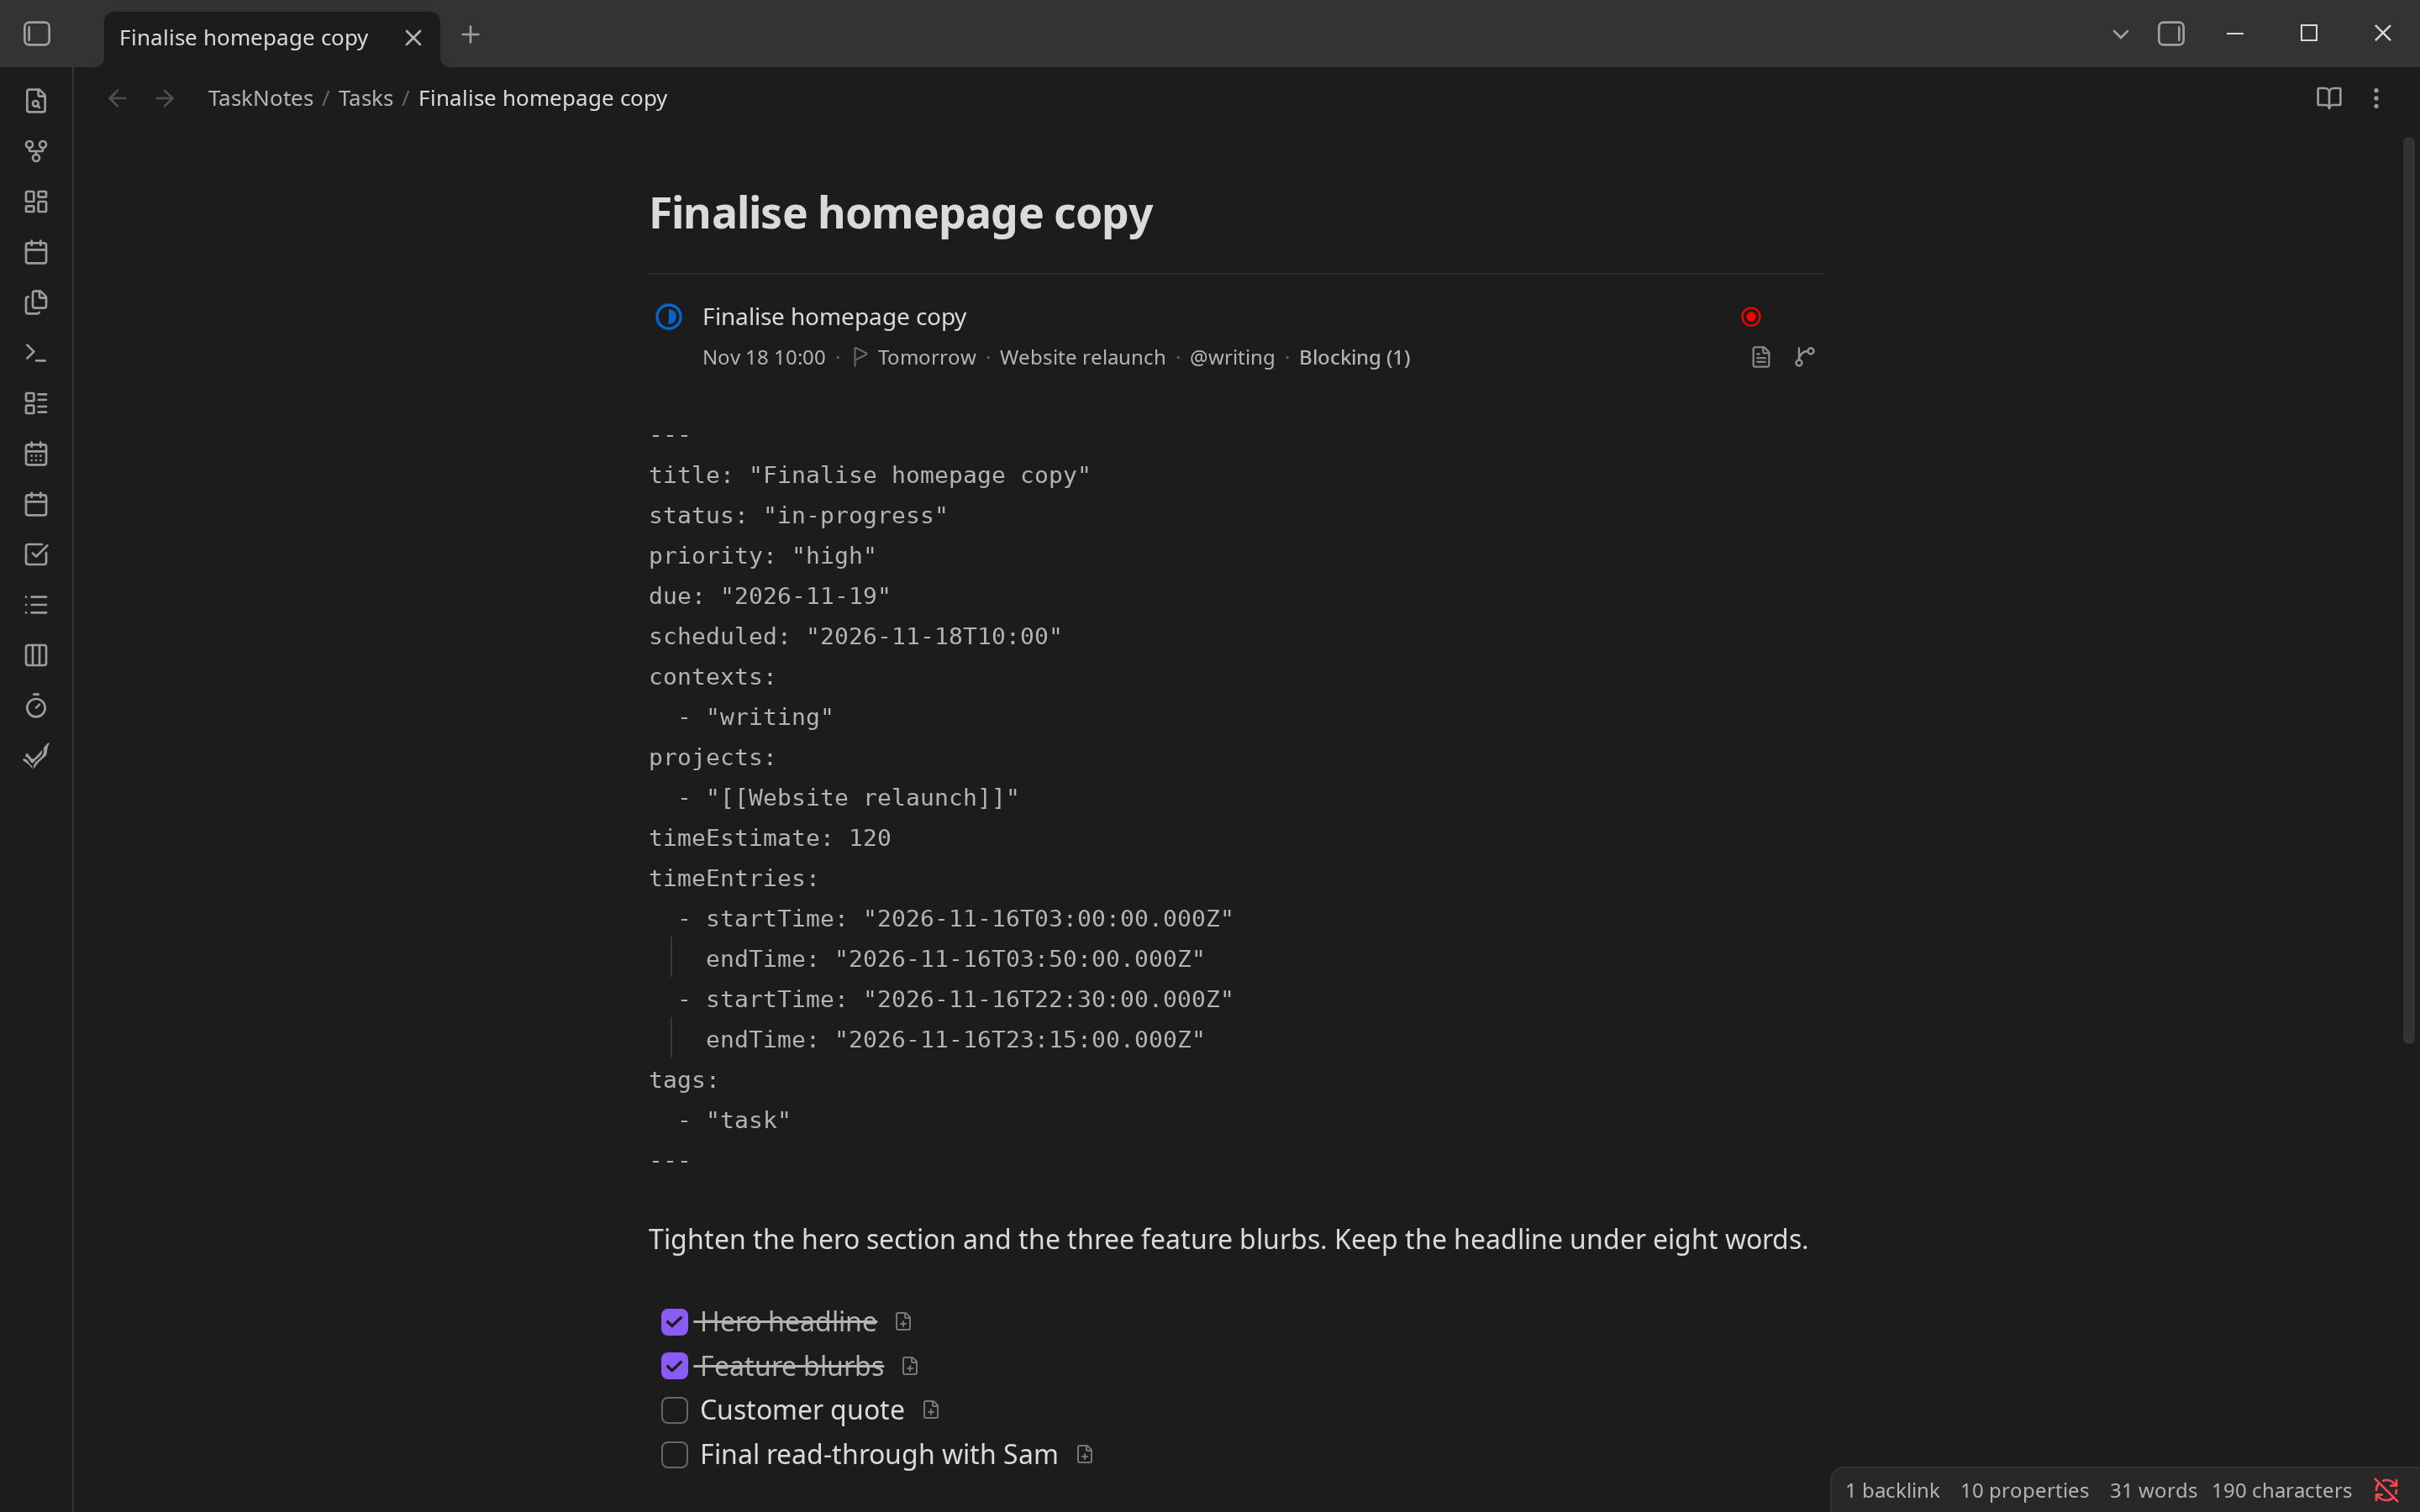 Finalise homepage copy
TaskNotes / Tasks / Finalise homepage copy
Finalise homepage copy
Finalise homepage copy
Nov 18 10:00 · Tomorrow · Website relaunch · @writing · Blocking (1)
---
title: "Finalise homepage copy"
status: "in-progress"
priority: "high"
due: "2026-11-19"
scheduled: "2026-11-18T10:00"
contexts:
  - "writing"
projects:
  - "[[Website relaunch]]"
timeEstimate: 120
timeEntries:
  - startTime: "2026-11-16T03:00:00.000Z"
    endTime: "2026-11-16T03:50:00.000Z"
  - startTime: "2026-11-16T22:30:00.000Z"
    endTime: "2026-11-16T23:15:00.000Z"
tags:
  - "task"
---
Tighten the hero section and the three feature blurbs. Keep the headline under eight words.
Hero headline
Feature blurbs
Customer quote
Final read-through with Sam
1 backlink 10 properties 31 words 190 characters